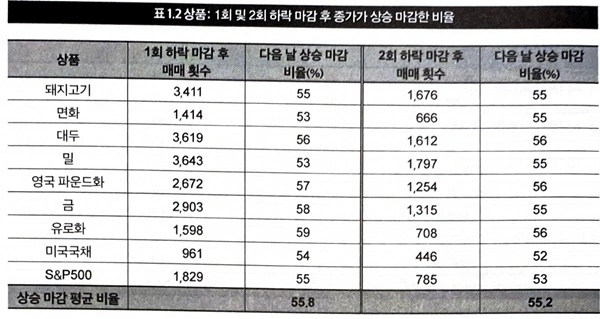 표 1.2 상품: 1회 및 2회 하락 마감 후 종가가 상승 마감한 비율
상품 1회 하락 마감 후 매매 횟수 다음 날 상승 마감 비율(%) 2회 하락 마감 후 매매 횟수 다음 날 상승 마감 비율(%)
돼지고기 3,411 55 1,676 55
면화 1,414 53 666 55
대두 3,619 56 1,612 56
밀 3,643 53 1,797 55
영국 파운드화 2,672 57 1,254 56
금 2,903 58 1,315 55
유로화 1,598 59 708 56
미국국채 961 54 446 52
S&P500 1,829 55 785 53
상승 마감 평균 비율 55.8 55.2